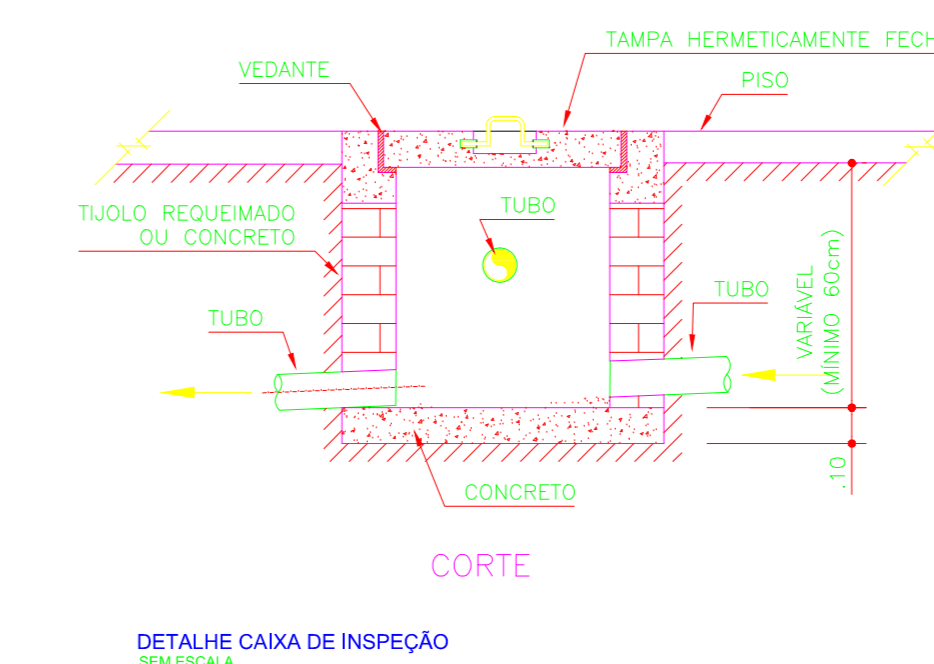 TAMPA HERMETICAMENTE FECH
VEDANTE
PISO
TIJOLO REQUEIMADO
OU CONCRETO
TUBO
TUBO
TUBO
VARIÁVEL
(MÍNIMO 60cm)
.10
CONCRETO
CORTE
DETALHE CAIXA DE INSPEÇÃO
SEM ESCALA